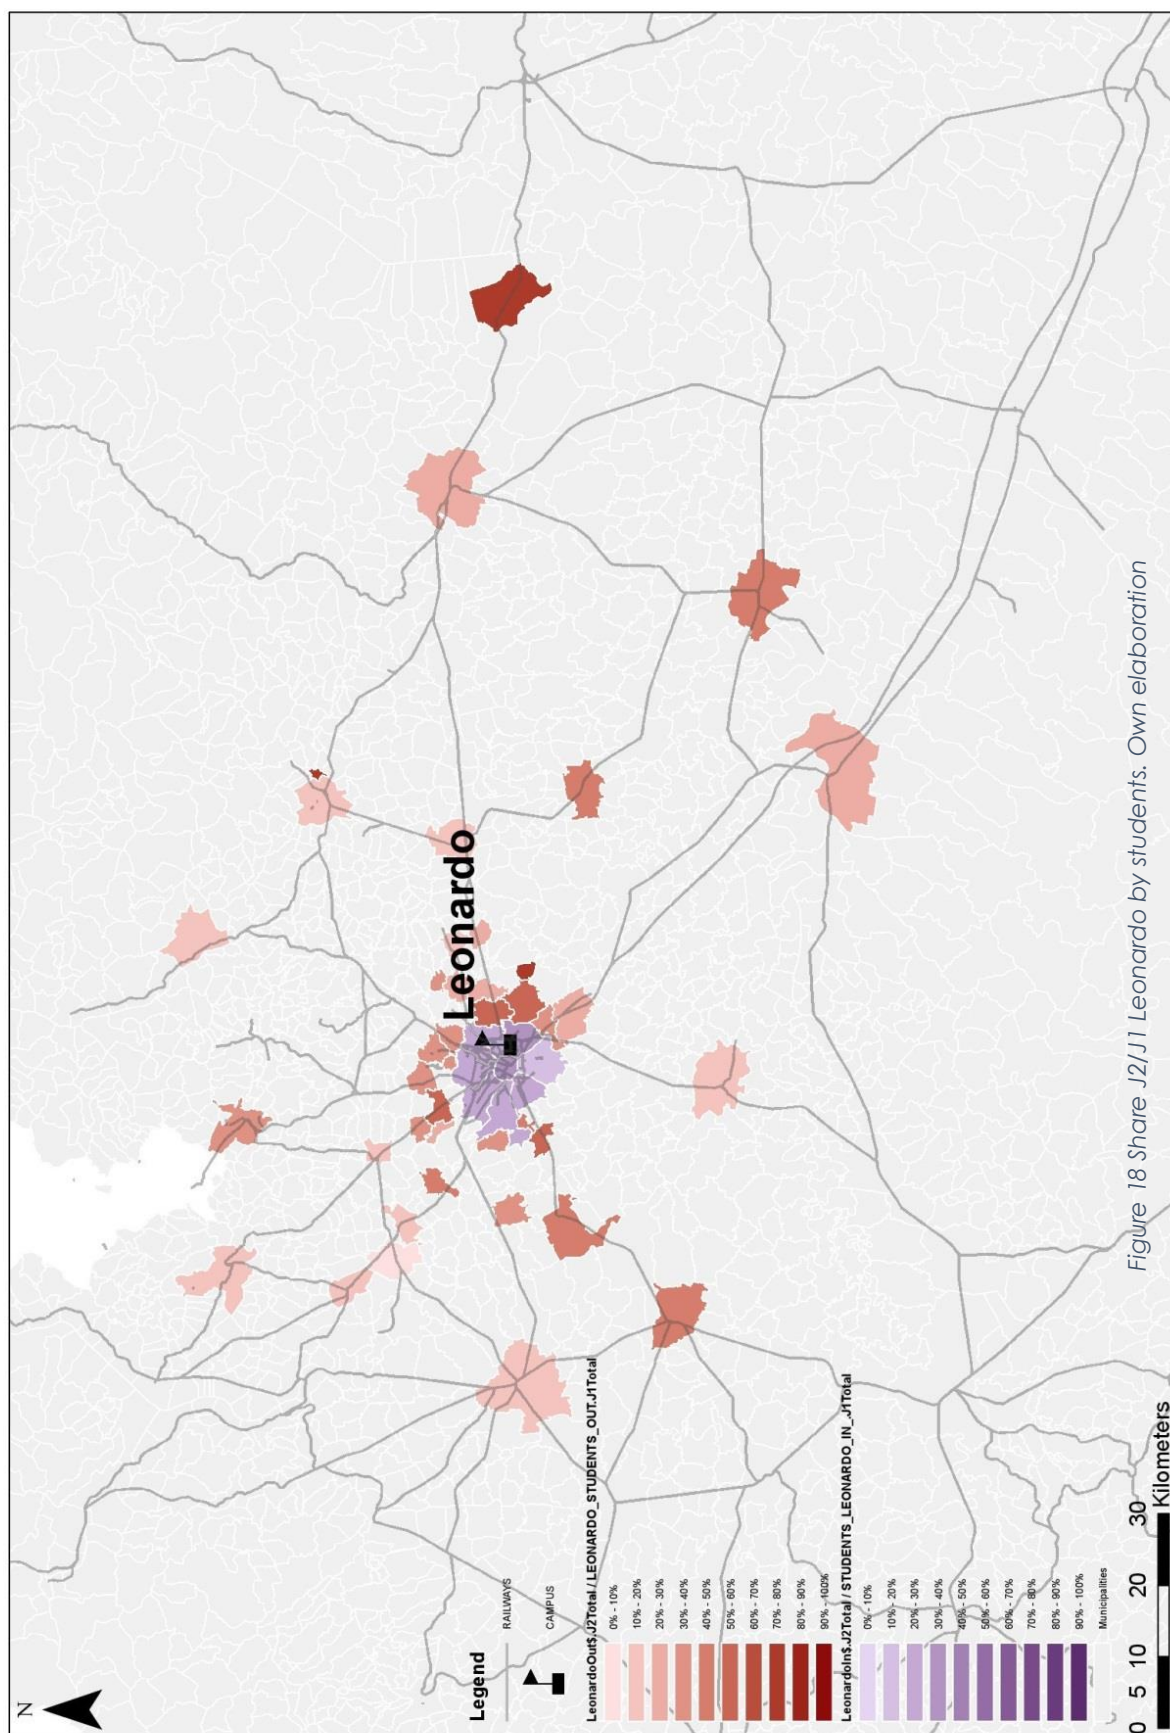 N
Leonardo
Legend
RAILWAYS
CAMPUS
LeonardoOut$.J2Total / LEONARDO_STUDENTS_OUT.J1Total
0% - 10%
10% - 20%
20% - 30%
30% - 40%
40% - 50%
50% - 60%
60% - 70%
70% - 80%
80% - 90%
90% - 100%
LeonardoIn$.J2Total / STUDENTS_LEONARDO_IN_.J1Total
0% - 10%
10% - 20%
20% - 30%
30% - 40%
40% - 50%
50% - 60%
60% - 70%
70% - 80%
80% - 90%
90% - 100%
Municipalities
0 5 10 20 30
Kilometers
Figure 18 Share J2/J1 Leonardo by students. Own elaboration